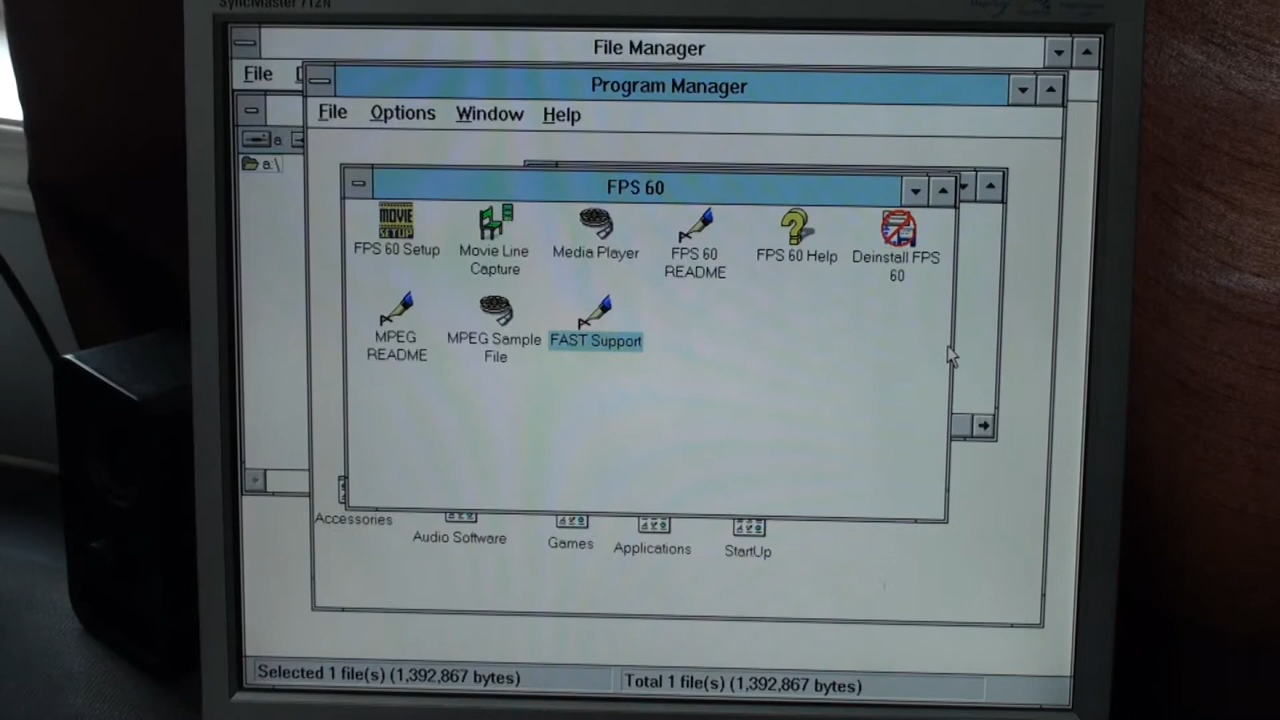 SyncMaster 712N
File Manager
File
Program Manager
File Options Window Help
a
a:\
FPS 60
MOVIE
SETUP
FPS 60 Setup
Movie Line
Capture
Media Player
FPS 60
README
FPS 60 Help
Deinstall FPS
60
MPEG
README
MPEG Sample
File
FAST Support
Accessories
Audio Software
Games
Applications
StartUp
Selected 1 file(s) (1,392,867 bytes)
Total 1 file(s) (1,392,867 bytes)